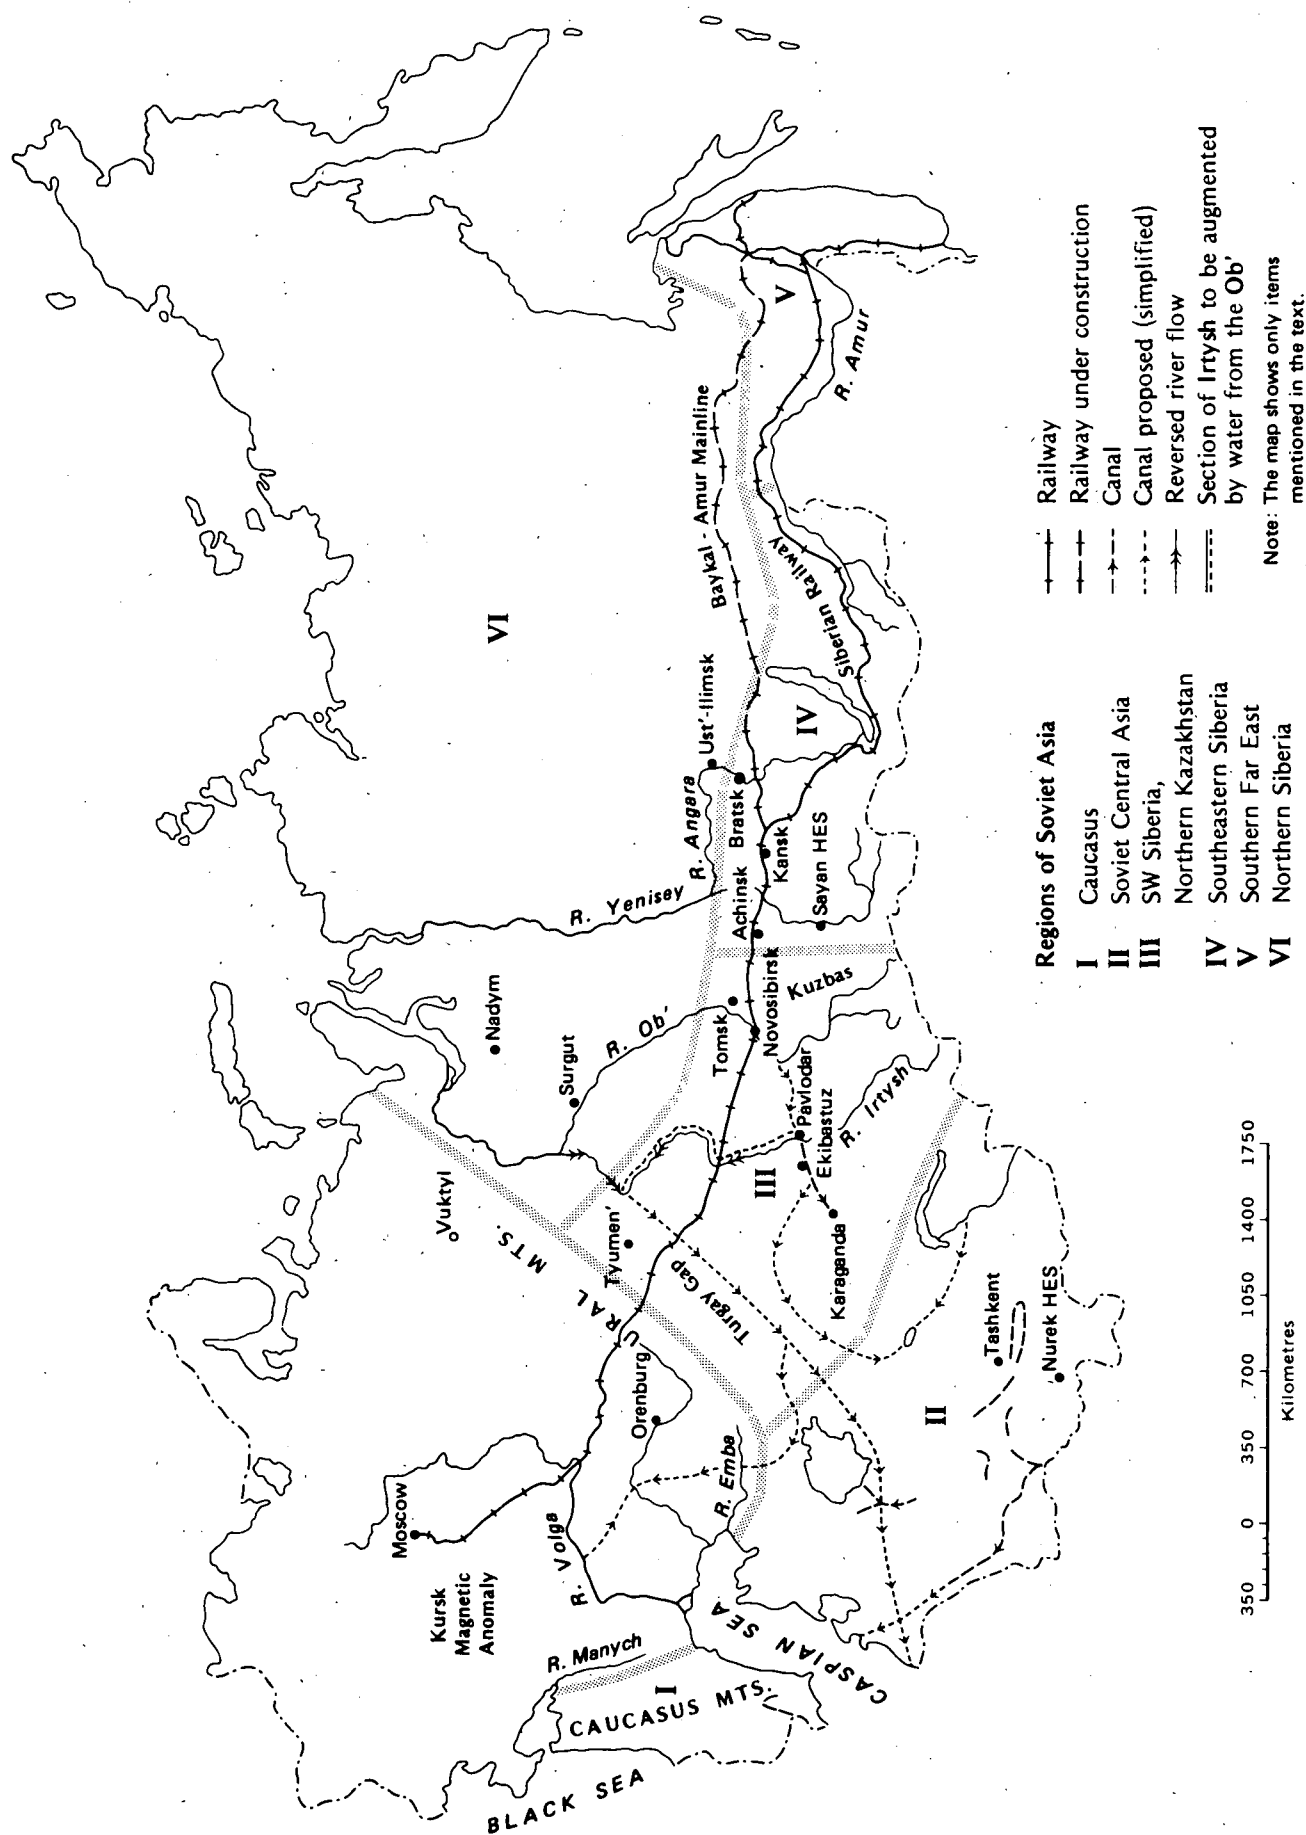 VI
Vuktyl
Nadym
Surgut
R. Ob'
R. Yenisey
R. Angara
Ust'-Ilimsk
Bratsk
Baykal - Amur Mainline
Siberian Railway
R. Amur
V
IV
Kansk
Achinsk
Sayan HES
Tomsk
Novosibirsk
Kuzbas
Pavlodar
Ekibastuz
R. Irtysh
III
Karaganda
Tyumen'
URAL MTS.
Turgay Gap
Orenburg
Moscow
Kursk
Magnetic
Anomaly
R. Volga
R. Emba
R. Manych
I
CAUCASUS MTS.
BLACK SEA
CASPIAN SEA
II
Tashkent
Nurek HES
350 0 350 700 1050 1400 1750
Kilometres
Regions of Soviet Asia
I Caucasus
II Soviet Central Asia
III SW Siberia,
Northern Kazakhstan
IV Southeastern Siberia
V Southern Far East
VI Northern Siberia
Railway
Railway under construction
Canal
Canal proposed (simplified)
Reversed river flow
Section of Irtysh to be augmented
by water from the Ob'
Note: The map shows only items
mentioned in the text.